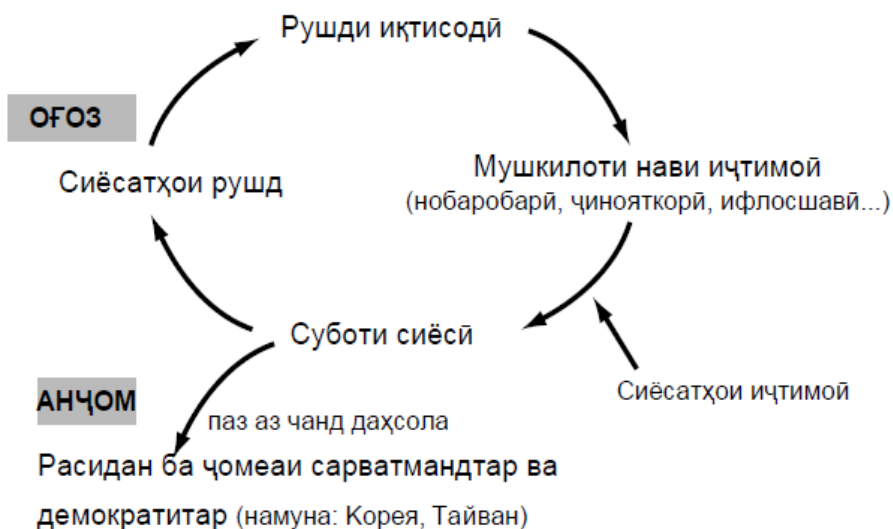 Рушди иқтисодӣ
ОҒОЗ
Сиёсатҳои рушд
Мушкилоти нави иҷтимоӣ
(нобаробарӣ, ҷинояткорӣ, ифлосшавӣ...)
Суботи сиёсӣ
Сиёсатҳои иҷтимоӣ
АНҶОМ
паз аз чанд даҳсола
Расидан ба ҷомеаи сарватмандтар ва
демократитар (намуна: Корея, Тайван)